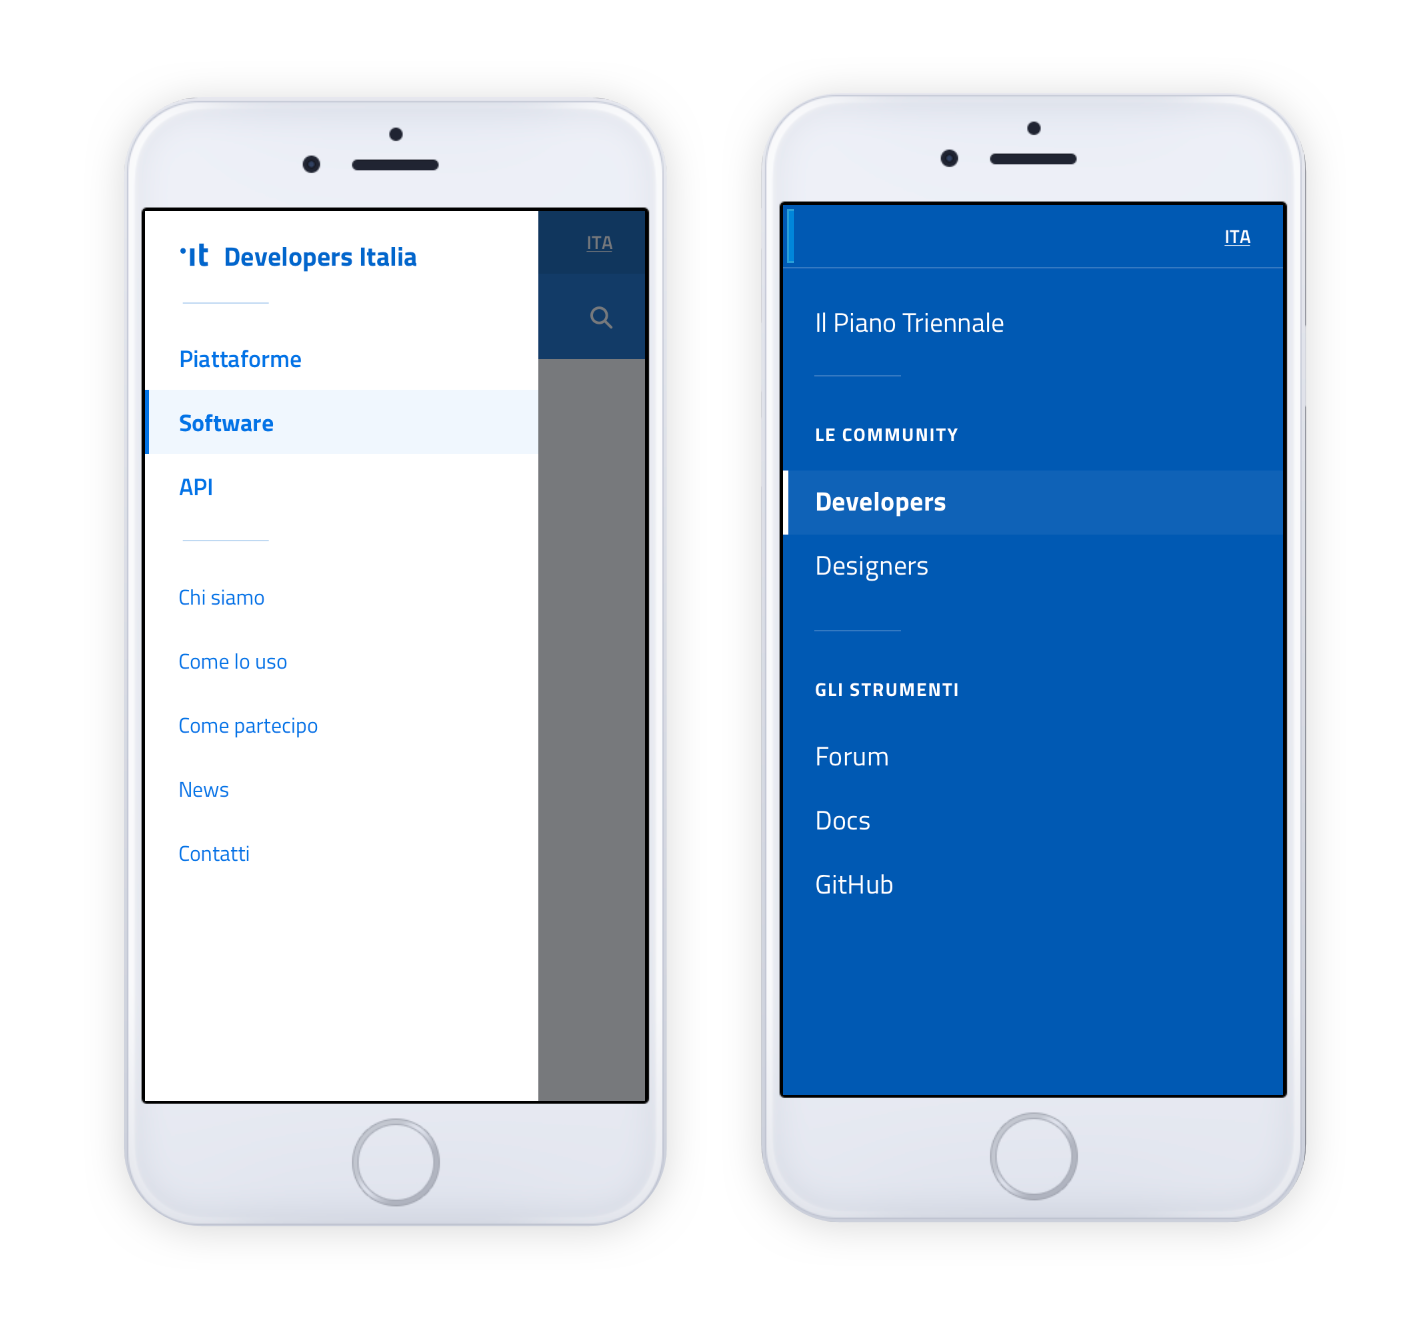 it Developers Italia
ITA
Piattaforme
Software
API
Chi siamo
Come lo uso
Come partecipo
News
Contatti
ITA
Il Piano Triennale
LE COMMUNITY
Developers
Designers
GLI STRUMENTI
Forum
Docs
GitHub